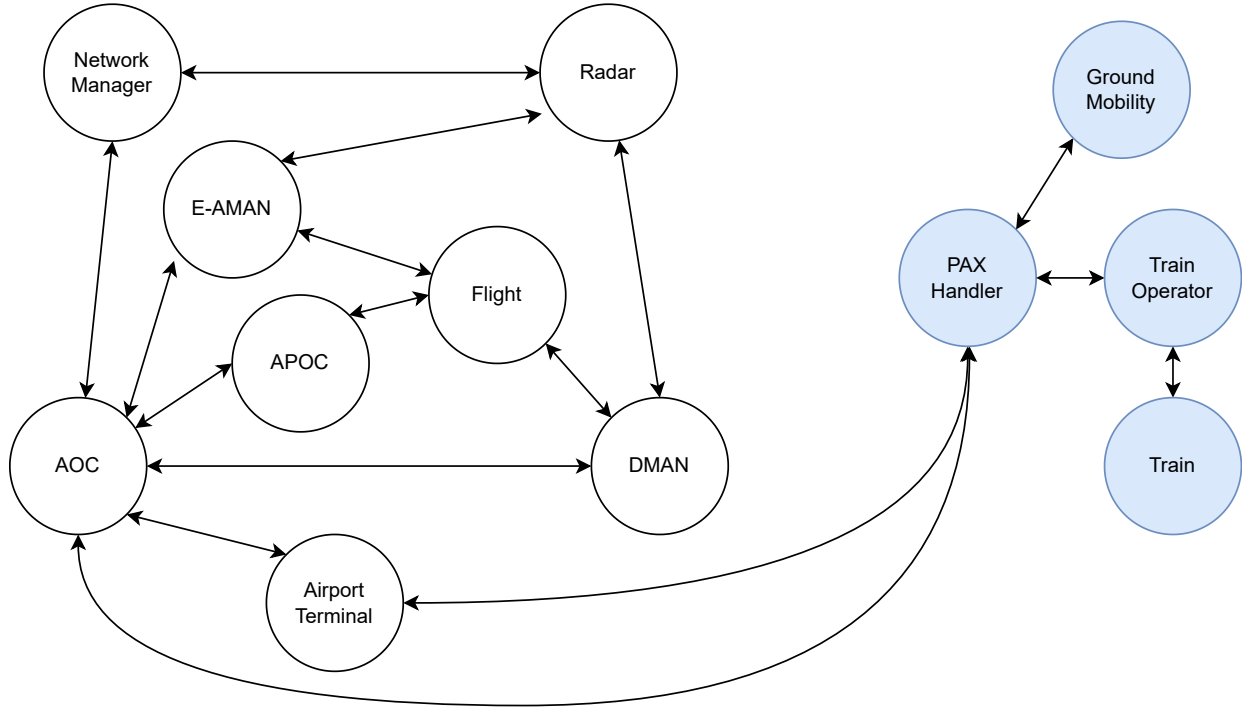 Network
Manager
Radar
Ground
Mobility
E-AMAN
Flight
PAX
Handler
Train
Operator
APOC
AOC
DMAN
Train
Airport
Terminal